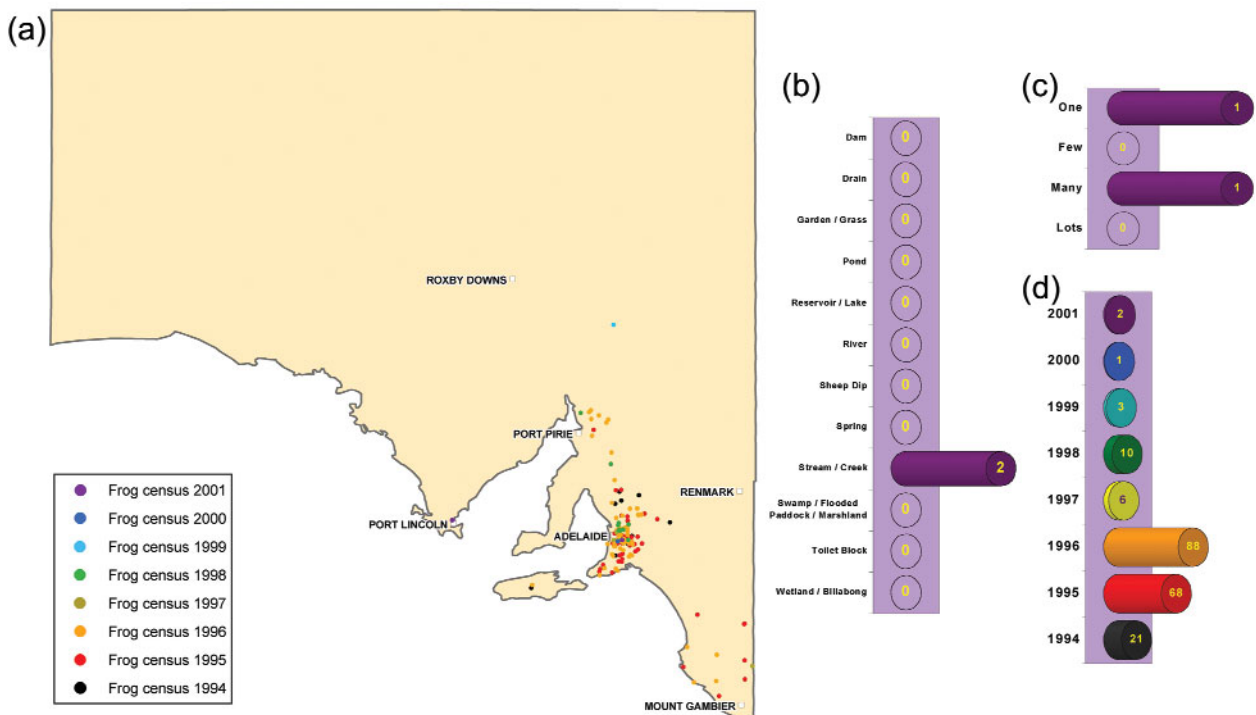 (a)
ROXBY DOWNS
PORT PIRIE
RENMARK
PORT LINCOLN
ADELAIDE
MOUNT GAMBIER
Frog census 2001
Frog census 2000
Frog census 1999
Frog census 1998
Frog census 1997
Frog census 1996
Frog census 1995
Frog census 1994
(b)
Dam 0
Drain 0
Garden / Grass 0
Pond 0
Reservoir / Lake 0
River 0
Sheep Dip 0
Spring 0
Stream / Creek 2
Swamp / Flooded
Paddock / Marshland 0
Toilet Block 0
Wetland / Billabong 0
(c)
One 1
Few 0
Many 1
Lots 0
(d)
2001 2
2000 1
1999 3
1998 10
1997 6
1996 88
1995 68
1994 21